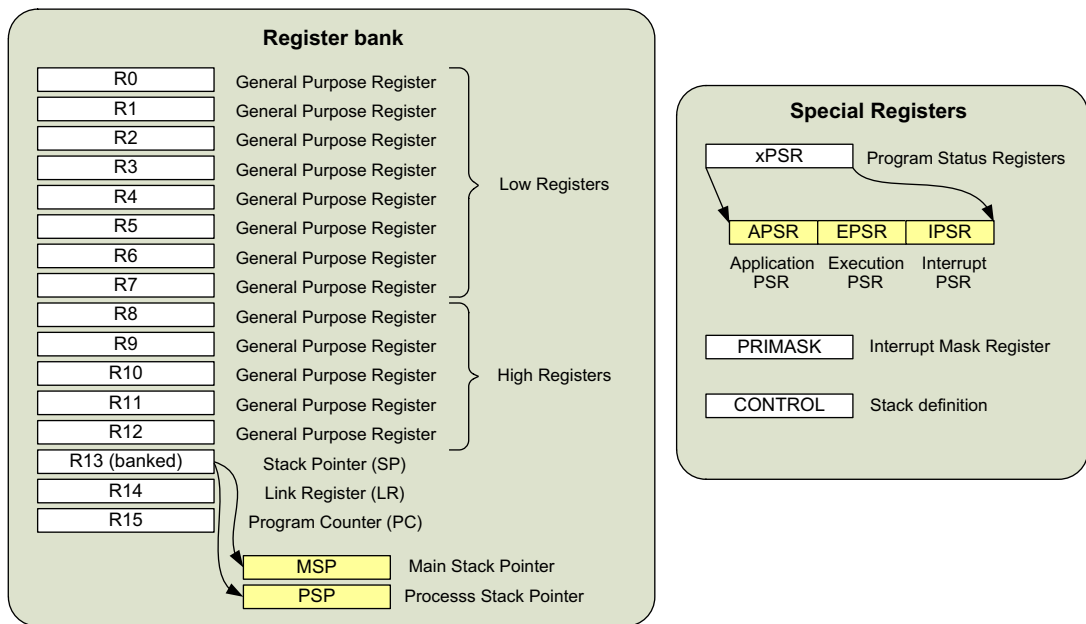 Register bank
R0 General Purpose Register
R1 General Purpose Register
R2 General Purpose Register
R3 General Purpose Register
R4 General Purpose Register
R5 General Purpose Register
R6 General Purpose Register
R7 General Purpose Register
Low Registers
R8 General Purpose Register
R9 General Purpose Register
R10 General Purpose Register
R11 General Purpose Register
R12 General Purpose Register
High Registers
R13 (banked) Stack Pointer (SP)
R14 Link Register (LR)
R15 Program Counter (PC)
MSP Main Stack Pointer
PSP Processs Stack Pointer
Special Registers
xPSR Program Status Registers
APSR EPSR IPSR
Application Execution Interrupt
PSR PSR PSR
PRIMASK Interrupt Mask Register
CONTROL Stack definition